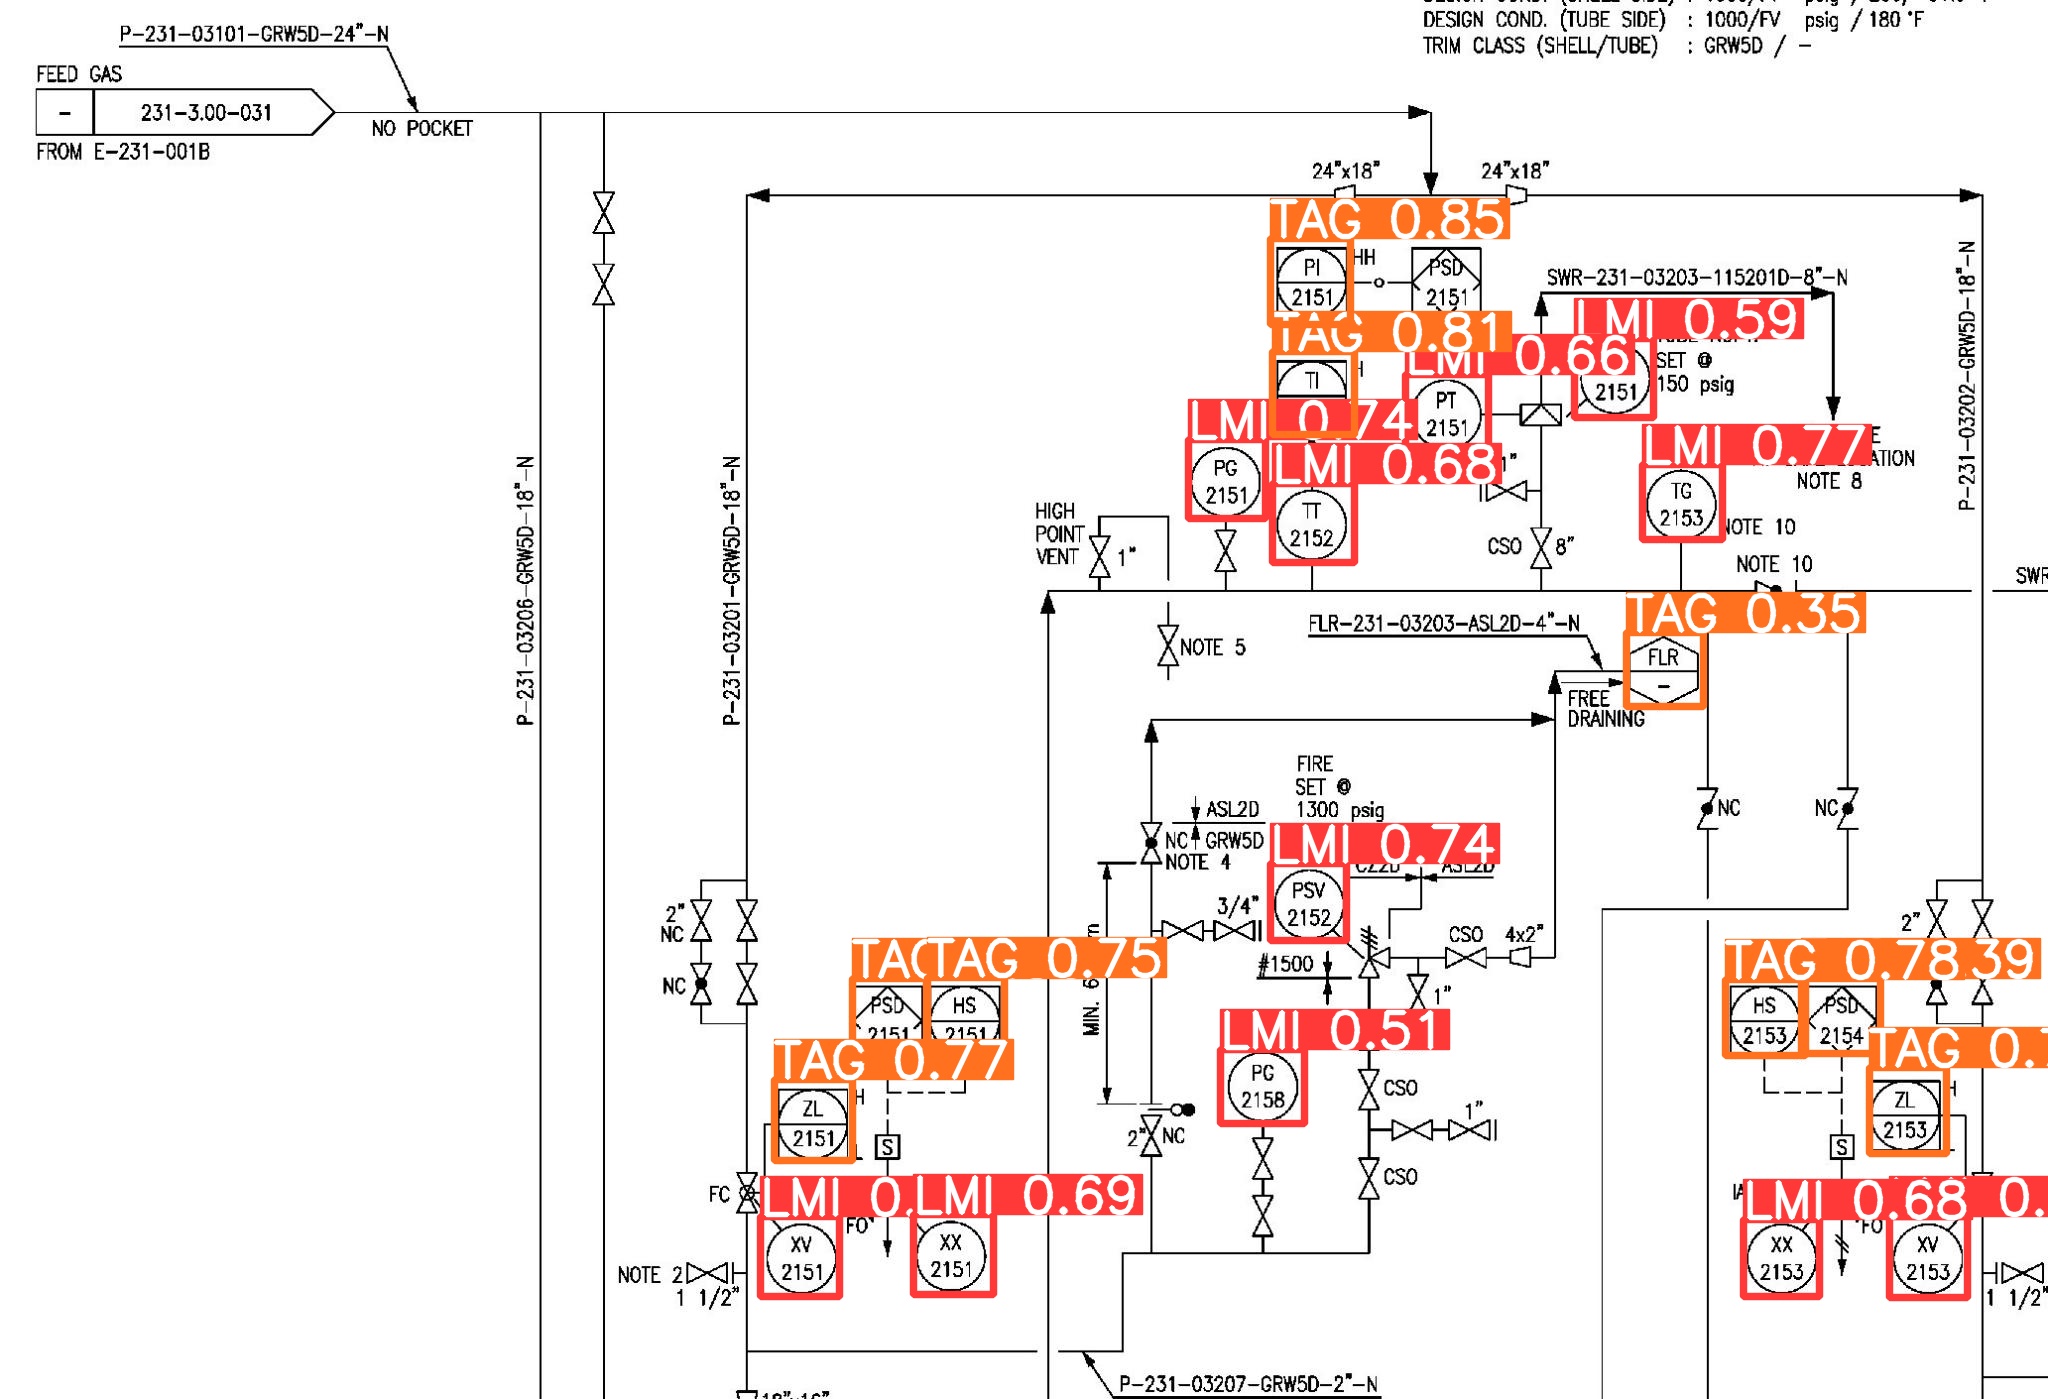 DESIGN COND. (TUBE SIDE) : 1000/FV psig / 180 °F
TRIM CLASS (SHELL/TUBE) : GRW5D / -
P-231-03101-GRW5D-24"-N
FEED GAS
- 231-3.00-031
NO POCKET
FROM E-231-001B
24"x18"
24"x18"
TAG 0.85
PI 2151
HH
PSD 2151
SWR-231-03203-115201D-8"-N
P-231-03202-GRW5D-18"-N
LMI 0.59
TAG 0.81
LMI 0.66
TI
H
PT 2151
2151
SET @
150 psig
LMI 0.74
LMI 0.77
LMI 0.68
PG 2151
TT 2152
1"
NOTE 8
TG 2153
NOTE 10
NOTE 10
HIGH
POINT
VENT
1"
CSO
8"
SWR
P-231-03206-GRW5D-18"-N
P-231-03201-GRW5D-18"-N
TAG 0.35
FLR-231-03203-ASL2D-4"-N
NOTE 5
FLR
-
FREE
DRAINING
FIRE
SET @
1300 psig
ASL2D
NC
GRW5D
NOTE 4
NC
NC
LMI 0.74
ASL2D
PSV 2152
3/4"
2"
NC
CSO
4x2"
2"
#1500
NC
1"
TAG 0.75
TAG 0.78
39
PSD 2151
HS 2151
HS 2153
PSD 2154
LMI 0.51
TAG 0.77
PG 2158
CSO
1"
ZL 2151
H
S
2"
NC
CSO
TAG 0.
ZL 2153
H
S
FC
LMI 0.
LMI 0.69
LMI 0.68
0.
FO
FO
XV 2151
XX 2151
XX 2153
XV 2153
NOTE 2
1 1/2"
1 1/2"
P-231-03207-GRW5D-2"-N